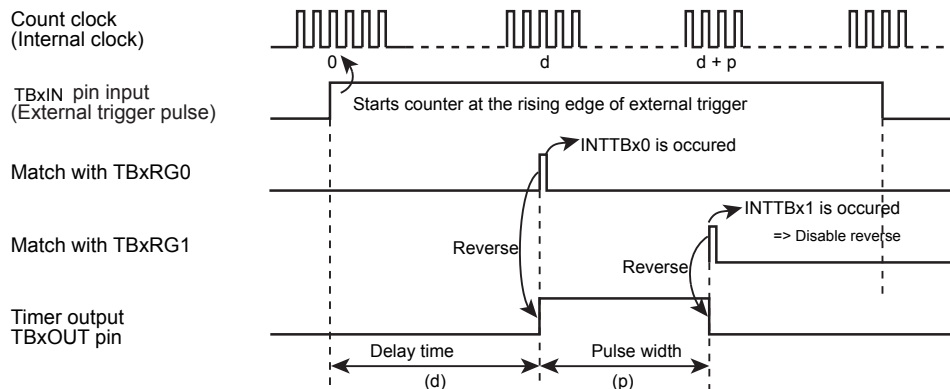 Count clock
(Internal clock)
0
d
d + p
TBxIN pin input
(External trigger pulse)
Starts counter at the rising edge of external trigger
INTTBx0 is occured
Match with TBxRG0
INTTBx1 is occured
=> Disable reverse
Match with TBxRG1
Reverse
Reverse
Timer output
TBxOUT pin
Delay time
Pulse width
(d)
(p)